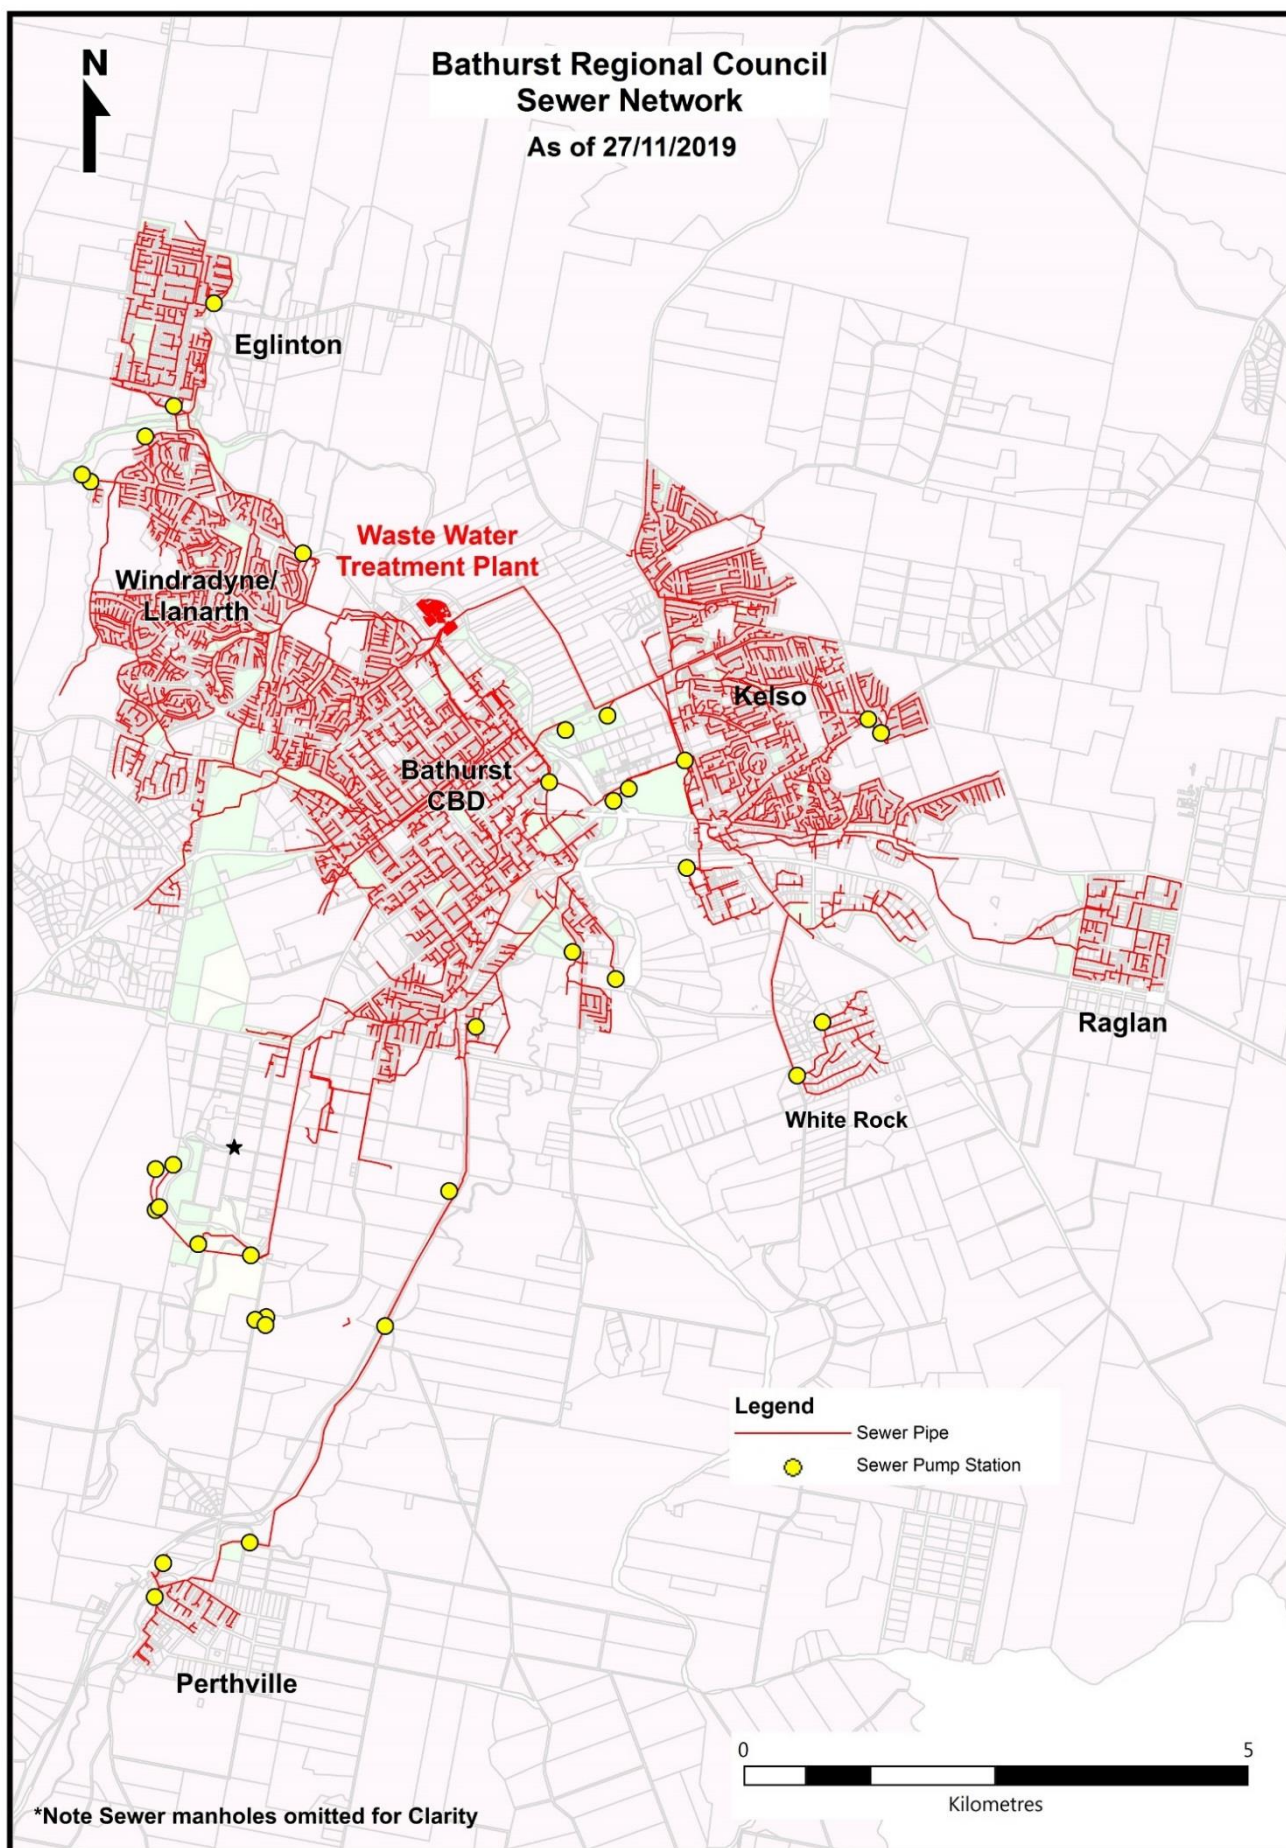 N
Bathurst Regional Council
Sewer Network
As of 27/11/2019
Eglinton
Waste Water
Treatment Plant
Windradyne/
Llanarth
Kelso
Bathurst
CBD
Raglan
White Rock
Legend
Sewer Pipe
Sewer Pump Station
Perthville
0
5
Kilometres
*Note Sewer manholes omitted for Clarity